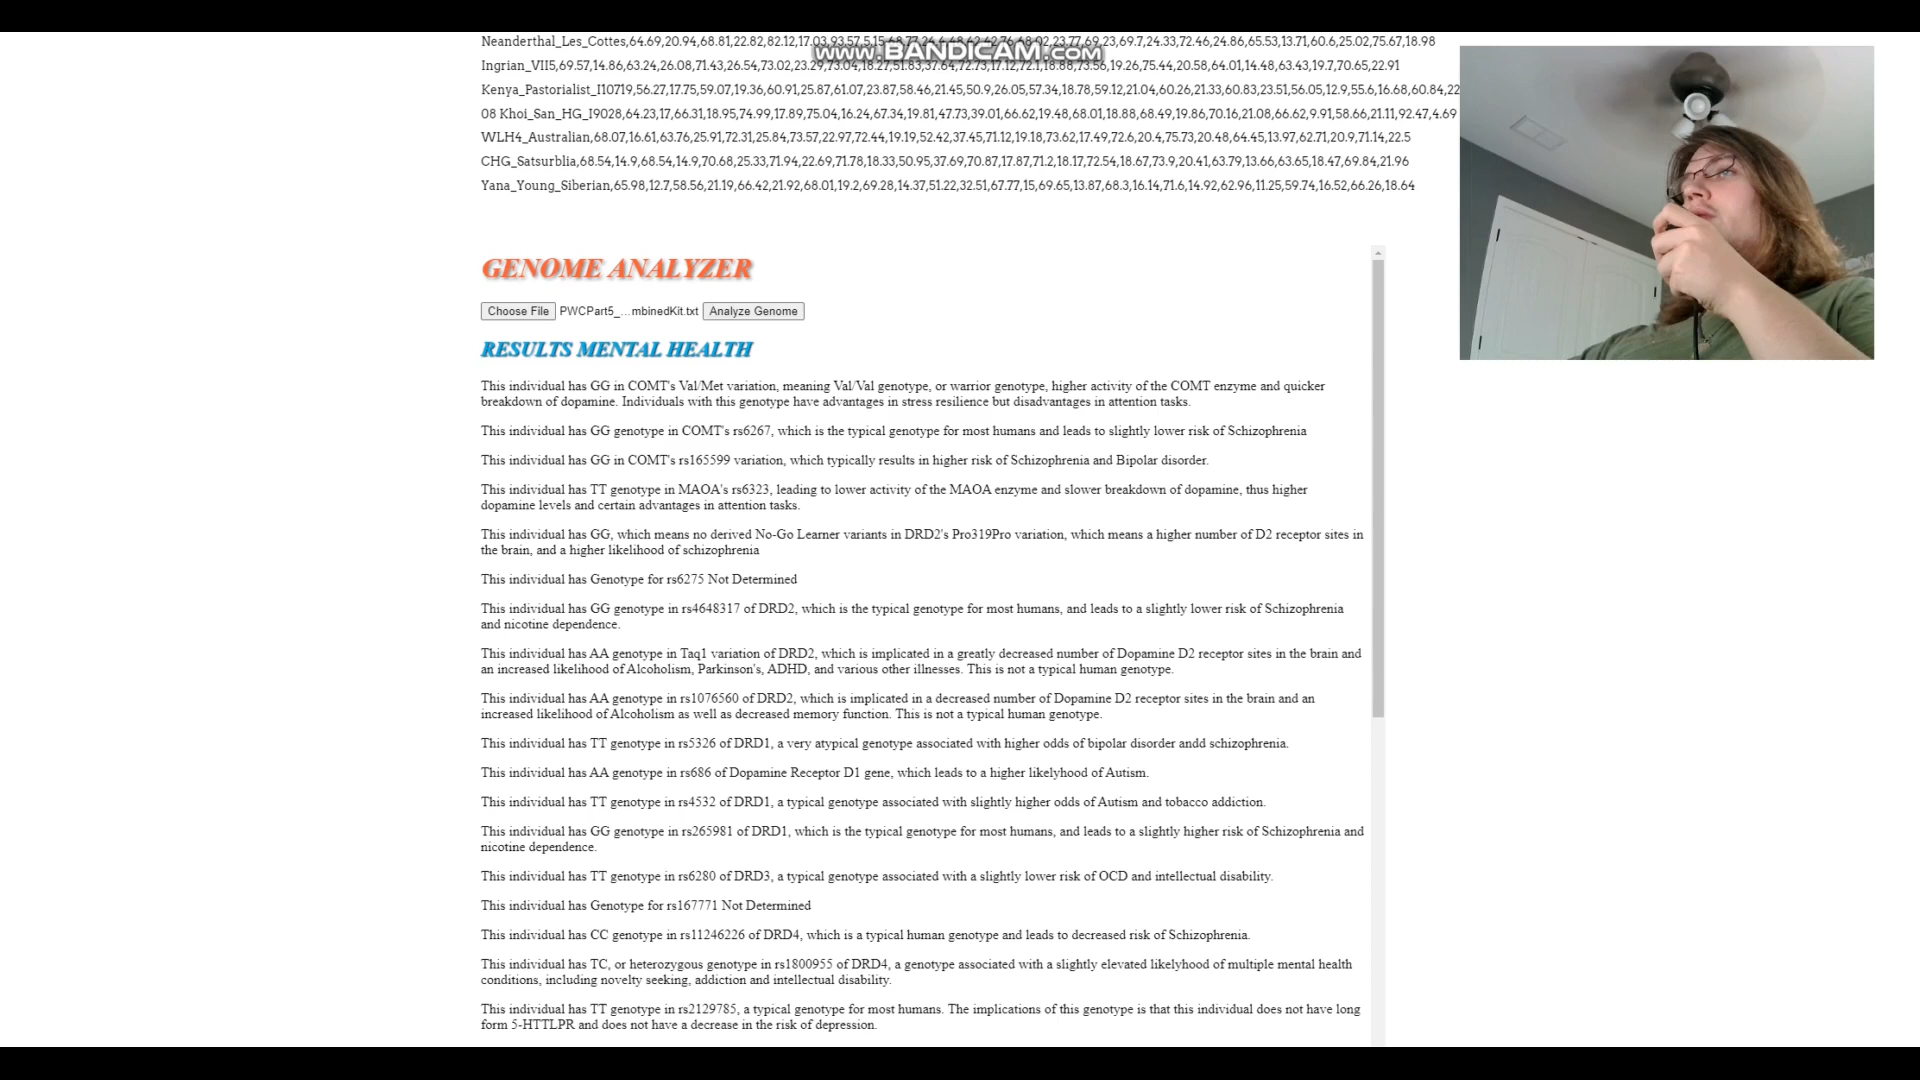 Neanderthal_Les_Cottes,64.69,20.94,68.81,22.82,82.12,17.03,93.57,5.15,68.77,24.4,48.42,42.76,68.02,23.77,69.23,69.7,24.33,72.46,24.86,65.53,13.71,60.6,25.02,75.67,18.98
www.BANDICAM.com
Ingrian_VII5,69.57,14.86,63.24,26.08,71.43,26.54,73.02,23.29,73.04,18.27,51.83,37.64,72.73,17.12,72.1,18.88,73.56,19.26,75.44,20.58,64.01,14.48,63.43,19.7,70.65,22.91
Kenya_Pastorialist_I10719,56.27,17.75,59.07,19.36,60.91,25.87,61.07,23.87,58.46,21.45,50.9,26.05,57.34,18.78,59.12,21.04,60.26,21.33,60.83,23.51,56.05,12.9,55.6,16.68,60.84,22
08 Khoi_San_HG_I9028,64.23,17,66.31,18.95,74.99,17.89,75.04,16.24,67.34,19.81,47.73,39.01,66.62,19.48,68.01,18.88,68.49,19.86,70.16,21.08,66.62,9.91,58.66,21.11,92.47,4.69
WLH4_Australian,68.07,16.61,63.76,25.91,72.31,25.84,73.57,22.97,72.44,19.19,52.42,37.45,71.12,19.18,73.62,17.49,72.6,20.4,75.73,20.48,64.45,13.97,62.71,20.9,71.14,22.5
CHG_Satsurblia,68.54,14.9,68.54,14.9,70.68,25.33,71.94,22.69,71.78,18.33,50.95,37.69,70.87,17.87,71.2,18.17,72.54,18.67,73.9,20.41,63.79,13.66,63.65,18.47,69.84,21.96
Yana_Young_Siberian,65.98,12.7,58.56,21.19,66.42,21.92,68.01,19.2,69.28,14.37,51.22,32.51,67.77,15,69.65,13.87,68.3,16.14,71.6,14.92,62.96,11.25,59.74,16.52,66.26,18.64
GENOME ANALYZER
Choose File PWCPart5_...mbinedKit.txt Analyze Genome
RESULTS MENTAL HEALTH
This individual has GG in COMT's Val/Met variation, meaning Val/Val genotype, or warrior genotype, higher activity of the COMT enzyme and quicker
breakdown of dopamine. Individuals with this genotype have advantages in stress resilience but disadvantages in attention tasks.
This individual has GG genotype in COMT's rs6267, which is the typical genotype for most humans and leads to slightly lower risk of Schizophrenia
This individual has GG in COMT's rs165599 variation, which typically results in higher risk of Schizophrenia and Bipolar disorder.
This individual has TT genotype in MAOA's rs6323, leading to lower activity of the MAOA enzyme and slower breakdown of dopamine, thus higher
dopamine levels and certain advantages in attention tasks.
This individual has GG, which means no derived No-Go Learner variants in DRD2's Pro319Pro variation, which means a higher number of D2 receptor sites in
the brain, and a higher likelihood of schizophrenia
This individual has Genotype for rs6275 Not Determined
This individual has GG genotype in rs4648317 of DRD2, which is the typical genotype for most humans, and leads to a slightly lower risk of Schizophrenia
and nicotine dependence.
This individual has AA genotype in Taq1 variation of DRD2, which is implicated in a greatly decreased number of Dopamine D2 receptor sites in the brain and
an increased likelihood of Alcoholism, Parkinson's, ADHD, and various other illnesses. This is not a typical human genotype.
This individual has AA genotype in rs1076560 of DRD2, which is implicated in a decreased number of Dopamine D2 receptor sites in the brain and an
increased likelihood of Alcoholism as well as decreased memory function. This is not a typical human genotype.
This individual has TT genotype in rs5326 of DRD1, a very atypical genotype associated with higher odds of bipolar disorder andd schizophrenia.
This individual has AA genotype in rs686 of Dopamine Receptor D1 gene, which leads to a higher likelyhood of Autism.
This individual has TT genotype in rs4532 of DRD1, a typical genotype associated with slightly higher odds of Autism and tobacco addiction.
This individual has GG genotype in rs265981 of DRD1, which is the typical genotype for most humans, and leads to a slightly higher risk of Schizophrenia and
nicotine dependence.
This individual has TT genotype in rs6280 of DRD3, a typical genotype associated with a slightly lower risk of OCD and intellectual disability.
This individual has Genotype for rs167771 Not Determined
This individual has CC genotype in rs11246226 of DRD4, which is a typical human genotype and leads to decreased risk of Schizophrenia.
This individual has TC, or heterozygous genotype in rs1800955 of DRD4, a genotype associated with a slightly elevated likelyhood of multiple mental health
conditions, including novelty seeking, addiction and intellectual disability.
This individual has TT genotype in rs2129785, a typical genotype for most humans. The implications of this genotype is that this individual does not have long
form 5-HTTLPR and does not have a decrease in the risk of depression.